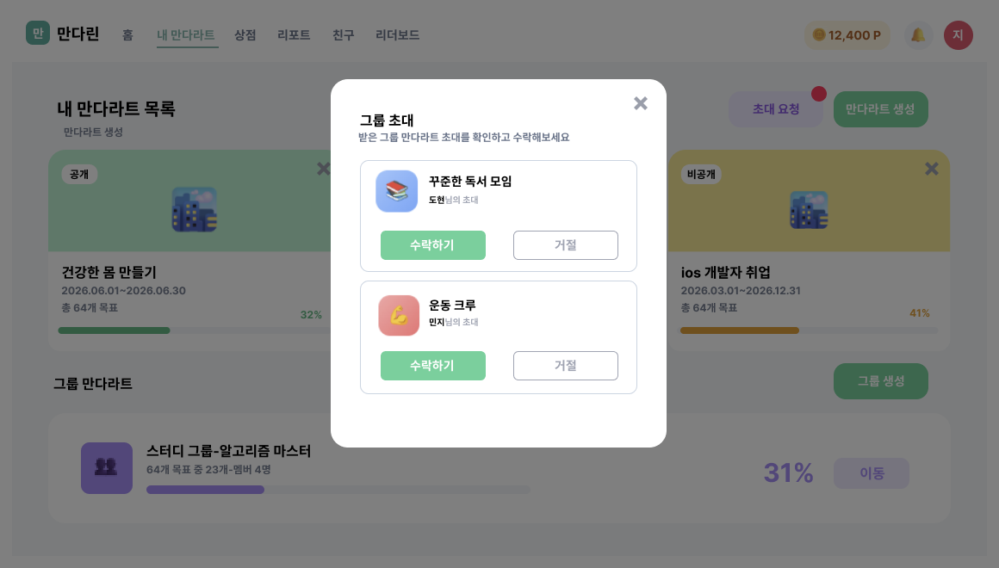 만 만다린 홈 내 만다라트 상점 리포트 친구 리더보드 12,400 P 지
내 만다라트 목록
만다라트 생성
초대 요청
만다라트 생성
공개
건강한 몸 만들기
2026.06.01~2026.06.30
총 64개 목표
32%
그룹 초대
받은 그룹 만다라트 초대를 확인하고 수락해보세요
꾸준한 독서 모임
도현님의 초대
수락하기 거절
운동 크루
민지님의 초대
수락하기 거절
비공개
ios 개발자 취업
2026.03.01~2026.12.31
총 64개 목표
41%
그룹 만다라트
그룹 생성
스터디 그룹-알고리즘 마스터
64개 목표 중 23개-멤버 4명
31%
이동